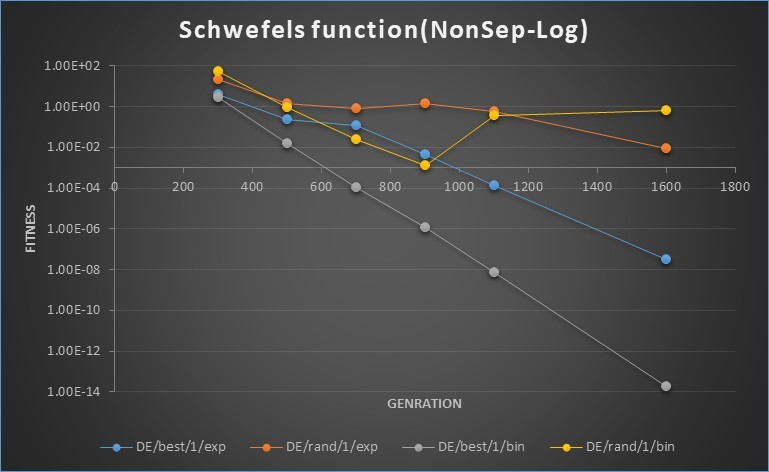 Schwefels function(NonSep-Log)
1.00E+02
1.00E+00
1.00E-02
1.00E-04
1.00E-06
1.00E-08
1.00E-10
1.00E-12
1.00E-14
FITNESS
0 200 400 600 800 1000 1200 1400 1600 1800
GENRATION
DE/best/1/exp DE/rand/1/exp DE/best/1/bin DE/rand/1/bin